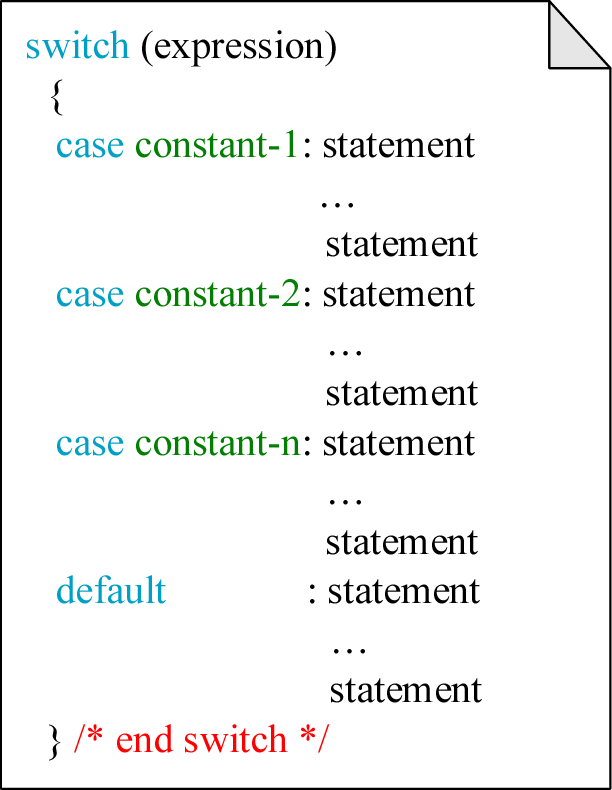 switch (expression)
{
case constant-1: statement
…
statement
case constant-2: statement
…
statement
case constant-n: statement
…
statement
default : statement
…
statement
} /* end switch */